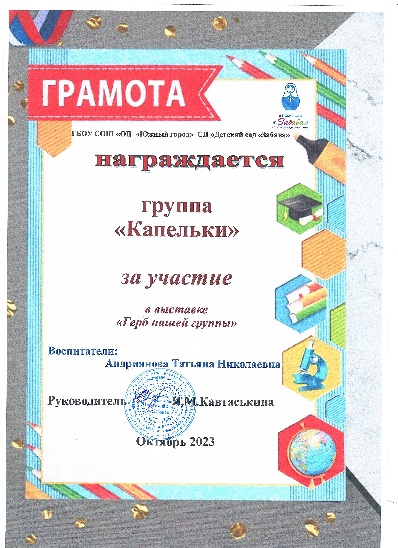 ГРАМОТА
«Забава»
ГБОУ СОШ «ОЦ «Южный город» СП «Детский сад «Забава»
награждается
группа
«Капельки»
за участие
в выставке
«Герб нашей группы»
Воспитатели:
Андриянова Татьяна Николаевна
Руководитель Я.М.Кавтаськина
Октябрь 2023